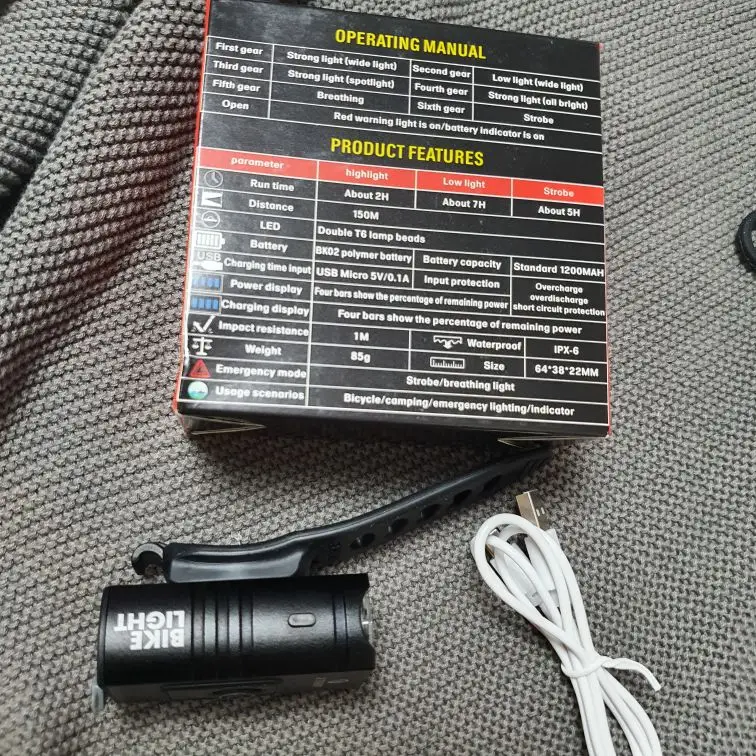 OPERATING MANUAL
First gear Strong light (wide light) Second gear Low light (wide light)
Third gear Strong light (spotlight) Fourth gear Strong light (all bright)
Fifth gear Breathing Sixth gear Strobe
Open Red warning light is on/battery indicator is on
PRODUCT FEATURES
parameter highlight Low light Strobe
Run time About 2H About 7H About 5H
Distance 150M
LED Double T6 lamp beads
Battery BK02 polymer battery Battery capacity Standard 1200MAH
USB Charging time input USB Micro 5V/0.1A Input protection Overcharge
overdischarge
short circuit protection
Power display Four bars show the percentage of remaining power
Charging display Four bars show the percentage of remaining power
Impact resistance 1M Waterproof IPX-6
Weight 85g Size 64*38*22MM
Emergency mode Strobe/breathing light
Usage scenarios Bicycle/camping/emergency lighting/indicator
BIKE
LIGHT